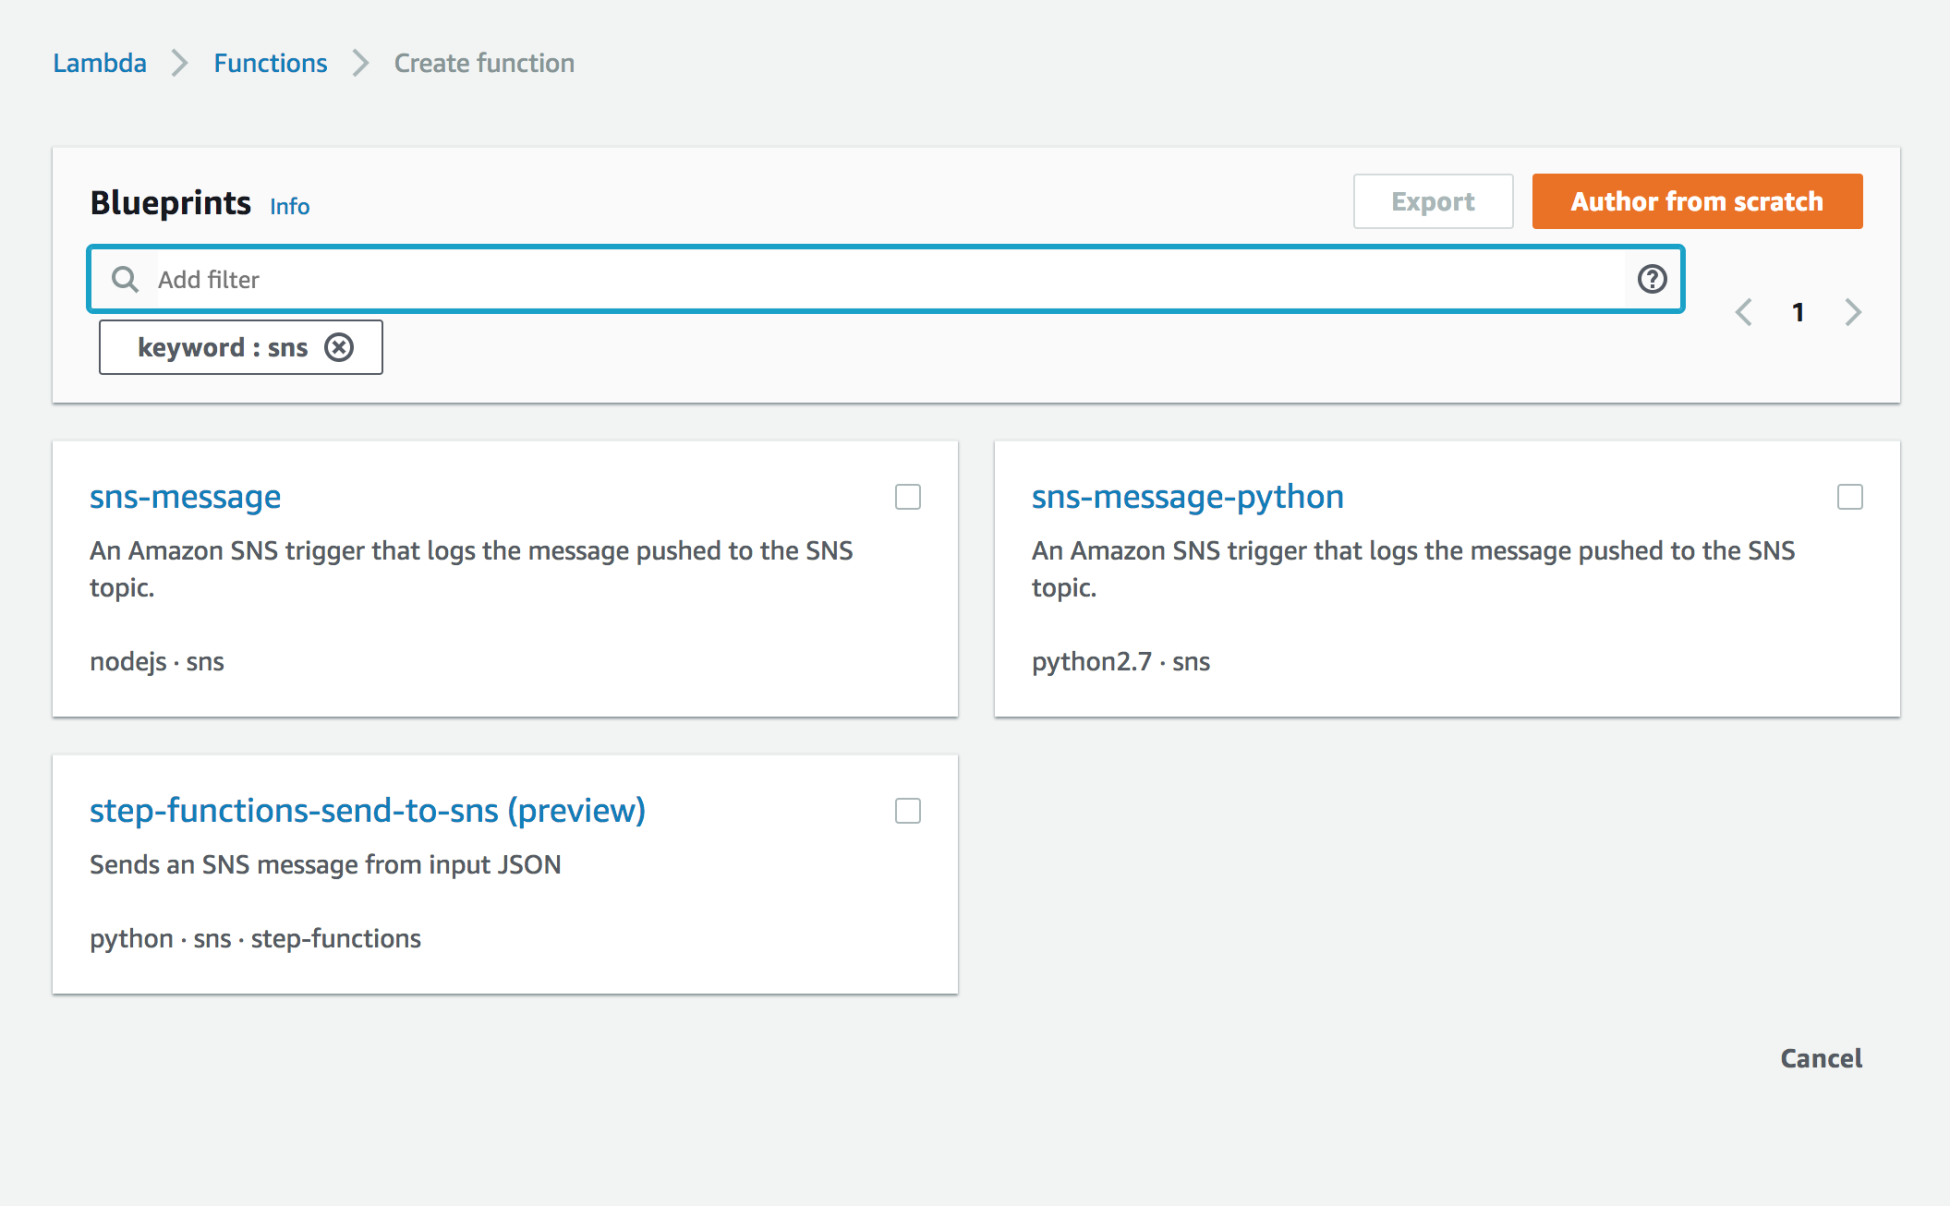 Lambda > Functions > Create function
Blueprints Info
Export
Author from scratch
Add filter
1
keyword : sns
sns-message
An Amazon SNS trigger that logs the message pushed to the SNS
topic.
nodejs · sns
sns-message-python
An Amazon SNS trigger that logs the message pushed to the SNS
topic.
python2.7 · sns
step-functions-send-to-sns (preview)
Sends an SNS message from input JSON
python · sns · step-functions
Cancel